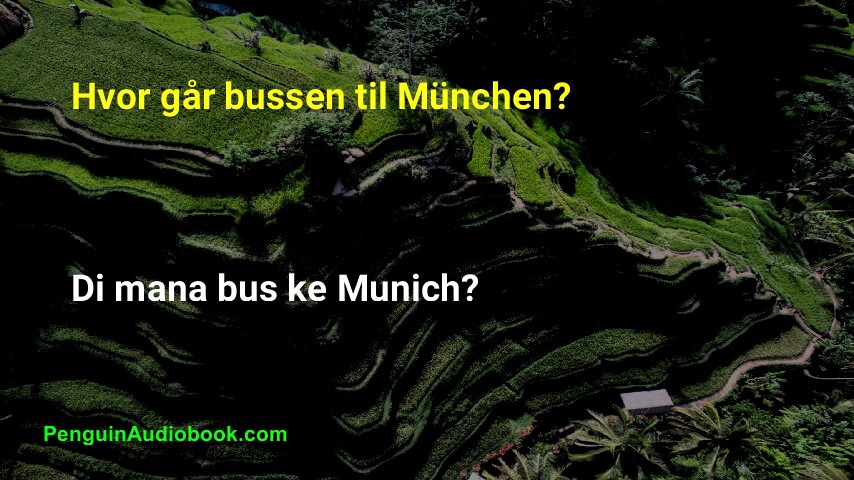 Hvor går bussen til München?
Di mana bus ke Munich?
PenguinAudiobook.com